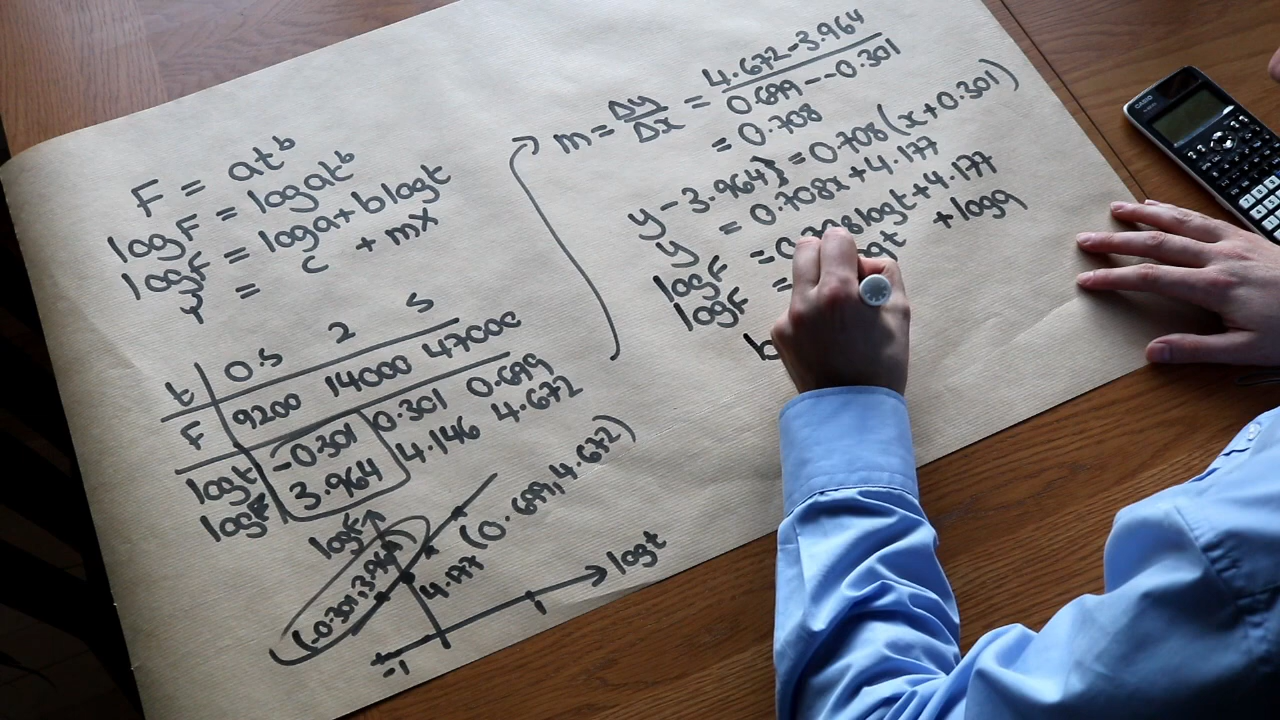 F = at^b
log F = log at^b
log F = log a + b log t
y = c + mx
t 0.5 2 5
F 9200 14000 47000
log t -0.301 0.301 0.699
log F 3.964 4.146 4.672
log F
(-0.301, 3.964)
4.177 (0.699, 4.672)
-1 1 log t
m = Δy/Δx = 4.672 - 3.964 / 0.699 - -0.301
= 0.708
y - 3.964 = 0.708(x + 0.301)
y = 0.708x + 4.177
log F = 0.708 log t + 4.177
log F = log t + log a
b
CASIO